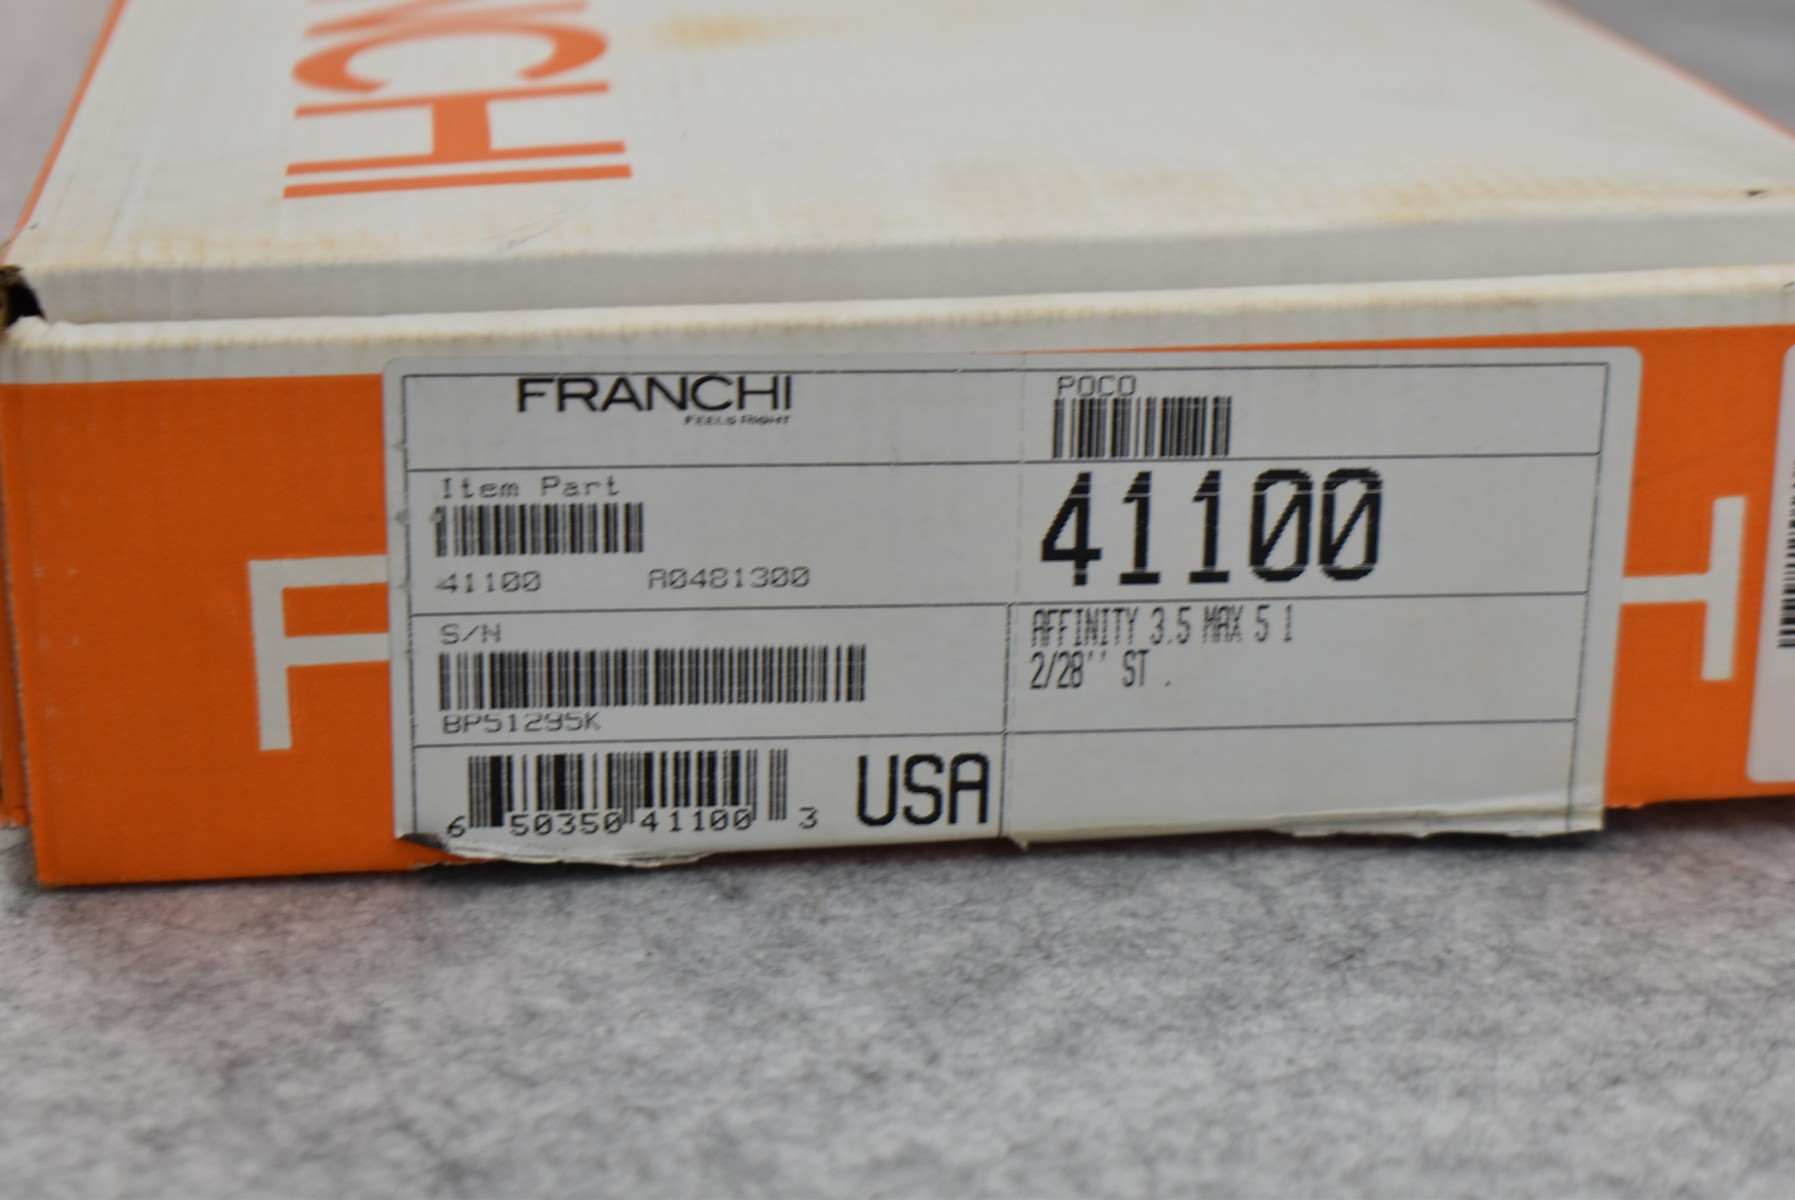 NCHI
FRANCHI
FEELS RIGHT
POCO
Item Part
41100 A0481300
41100
S/N
BP51295K
AFFINITY 3.5 MAX 5 1
2/28'' ST .
6 50350 41100 3
USA
F
H